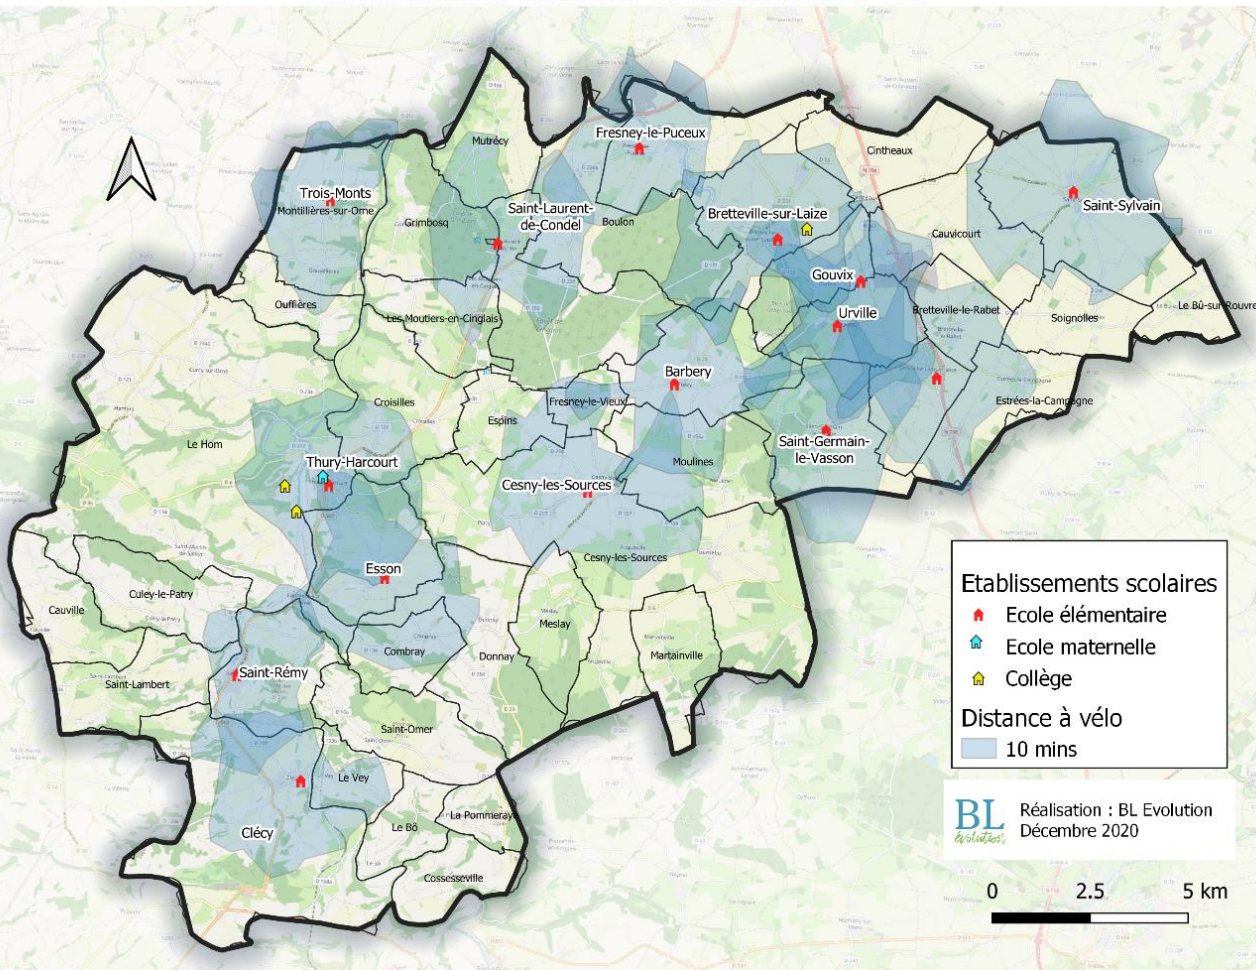 Fresney-le-Puceux
Mutrécy
Cintheaux
Trois-Monts
Montillières-sur-Orne
Saint-Laurent-
de-Condel
Grimbosq
Boulon
Bretteville-sur-Laize
Saint-Sylvain
Cauvicourt
Gouvix
Ouffières
Les Moutiers-en-Cinglais
Urville
Bretteville-le-Rabet
Soignolles
Le Bû-sur-Rouvre
Barbery
Croisilles
Fresney-le-Vieux
Estrées-la-Campagne
Espins
Le Hom
Saint-Germain-
le-Vasson
Thury-Harcourt
Moulines
Cesny-les-Sources
Cesny-les-Sources
Esson
Culey-le-Patry
Cauville
Meslay
Combray
Donnay
Martainville
Saint-Rémy
Saint-Lambert
Saint-Omer
Le Vey
La Pommeray
Clécy
Le Bô
Cossesseville
Etablissements scolaires
Ecole élémentaire
Ecole maternelle
Collège
Distance à vélo
10 mins
BL
évolution
Réalisation : BL Evolution
Décembre 2020
0 2.5 5 km